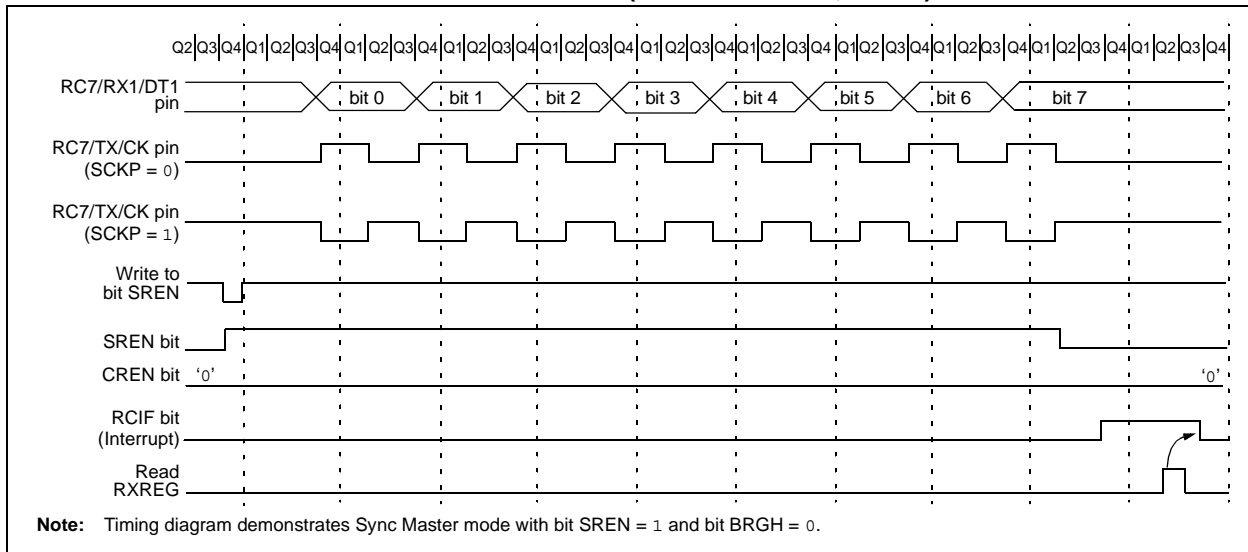 Q2 Q3 Q4 Q1 Q2 Q3 Q4 Q1 Q2 Q3 Q4 Q1 Q2 Q3 Q4 Q1 Q2 Q3 Q4 Q1 Q2 Q3 Q4 Q1 Q2 Q3 Q4 Q1 Q2 Q3 Q4 Q1 Q2 Q3 Q4 Q1 Q2 Q3 Q4 Q1 Q2 Q3 Q4
RC7/RX1/DT1
pin
bit 0 bit 1 bit 2 bit 3 bit 4 bit 5 bit 6 bit 7
RC7/TX/CK pin
(SCKP = 0)
RC7/TX/CK pin
(SCKP = 1)
Write to
bit SREN
SREN bit
CREN bit ‘0’ ‘0’
RCIF bit
(Interrupt)
Read
RXREG
Note: Timing diagram demonstrates Sync Master mode with bit SREN = 1 and bit BRGH = 0.